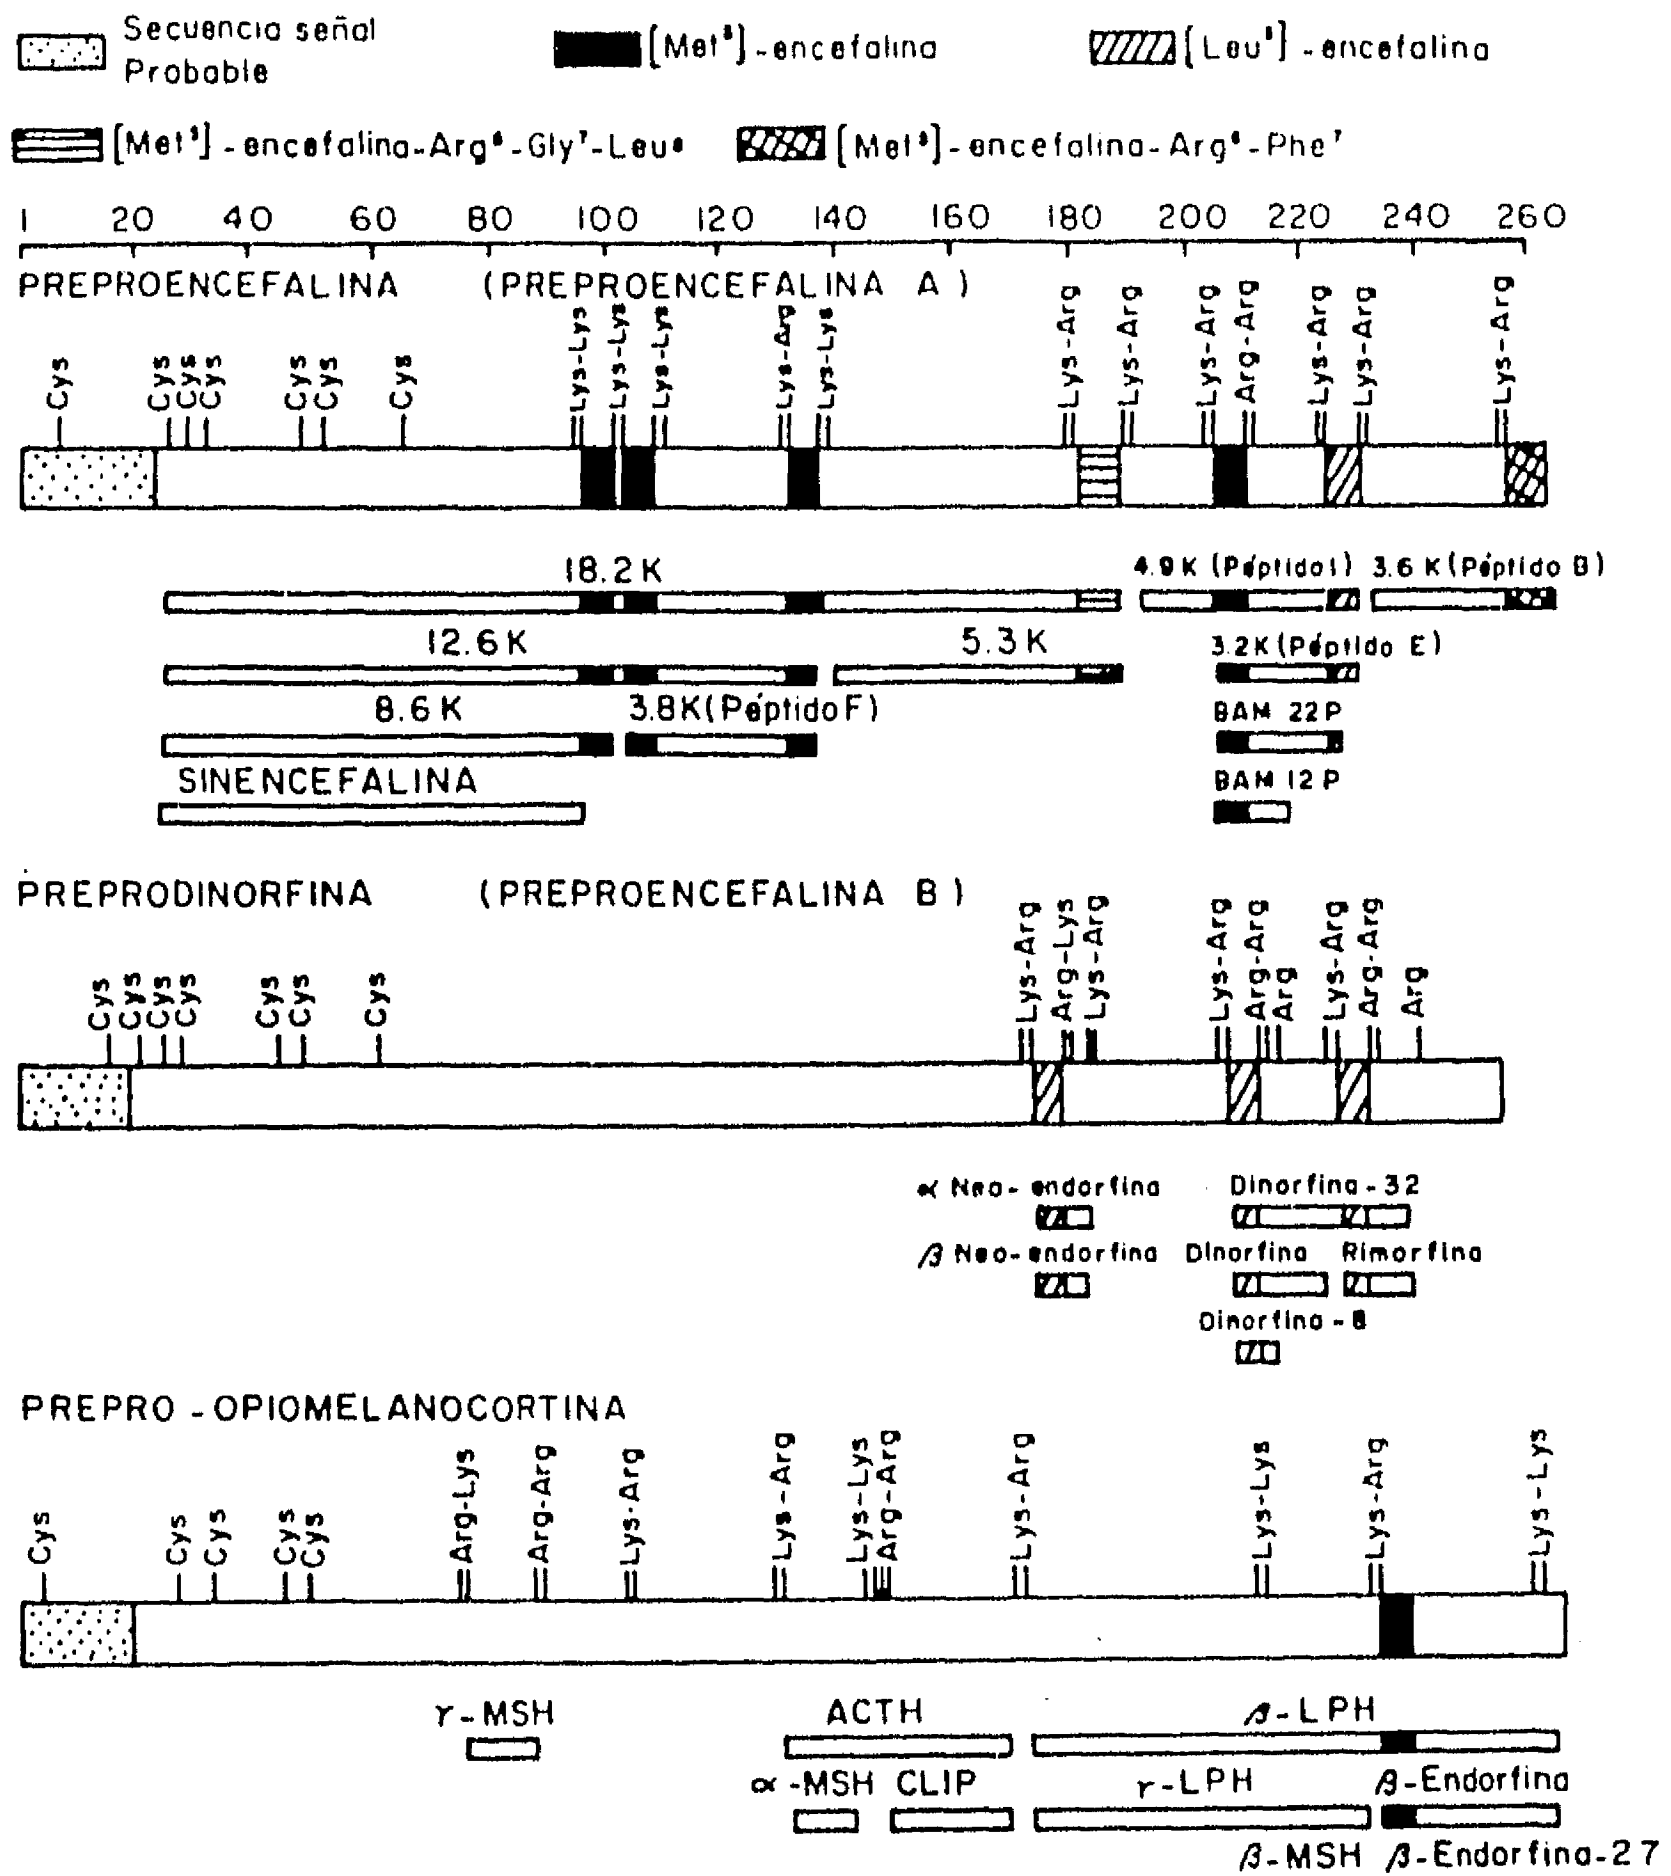 Secuencia señal
Probable
[Met⁵]-encefalina
[Leu⁵]-encefalina
[Met⁵]-encefalina-Arg⁶-Gly⁷-Leu⁸
[Met⁵]-encefalina-Arg⁶-Phe⁷
1 20 40 60 80 100 120 140 160 180 200 220 240 260
PREPROENCEFALINA (PREPROENCEFALINA A)
Cys Cys Cys Cys Cys Cys Cys Lys-Lys Lys-Lys Lys-Lys Lys-Arg Lys-Lys Lys-Arg Lys-Arg Lys-Arg Arg-Arg Lys-Arg Lys-Arg Lys-Arg
18.2 K 4.9K (Péptido I) 3.6 K (Péptido B)
12.6 K 5.3 K 3.2K (Péptido E)
8.6 K 3.8K (Péptido F) BAM 22 P
SINENCEFALINA BAM 12 P
PREPRODINORFINA (PREPROENCEFALINA B)
Cys Cys Cys Cys Cys Cys Cys Lys-Arg Arg-Lys Lys-Arg Lys-Arg Arg-Arg Arg Lys-Arg Arg-Arg Arg
α Neo-endorfina Dinorfina-32
β Neo-endorfina Dinorfina Rimorfina
Dinorfina-8
PREPRO-OPIOMELANOCORTINA
Cys Cys Cys Cys Cys Arg-Lys Arg-Arg Lys-Arg Lys-Arg Lys-Lys Arg-Arg Lys-Arg Lys-Lys Lys-Arg Lys-Lys
γ-MSH ACTH β-LPH
α-MSH CLIP γ-LPH β-Endorfina
β-MSH β-Endorfina-27